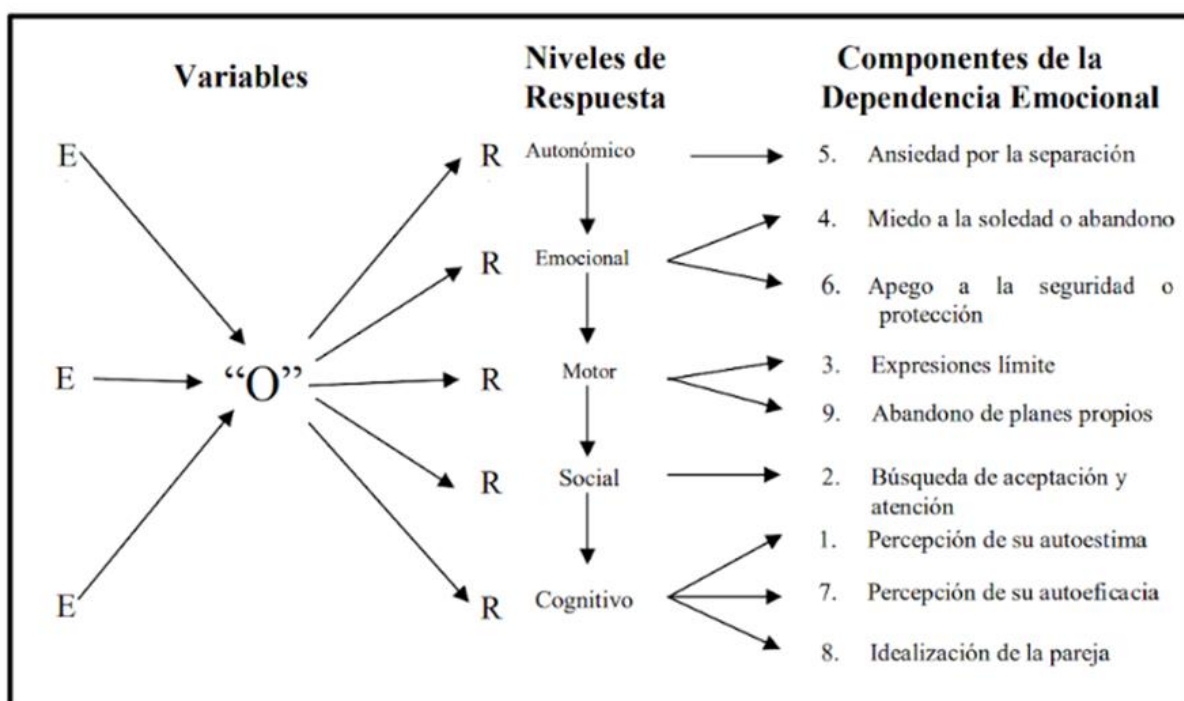 Variables
Niveles de
Respuesta
Componentes de la
Dependencia Emocional
E
R Autonómico
5. Ansiedad por la separación
4. Miedo a la soledad o abandono
R Emocional
6. Apego a la seguridad o
protección
E
"O"
R Motor
3. Expresiones límite
9. Abandono de planes propios
R Social
2. Búsqueda de aceptación y
atención
1. Percepción de su autoestima
E
R Cognitivo
7. Percepción de su autoeficacia
8. Idealización de la pareja